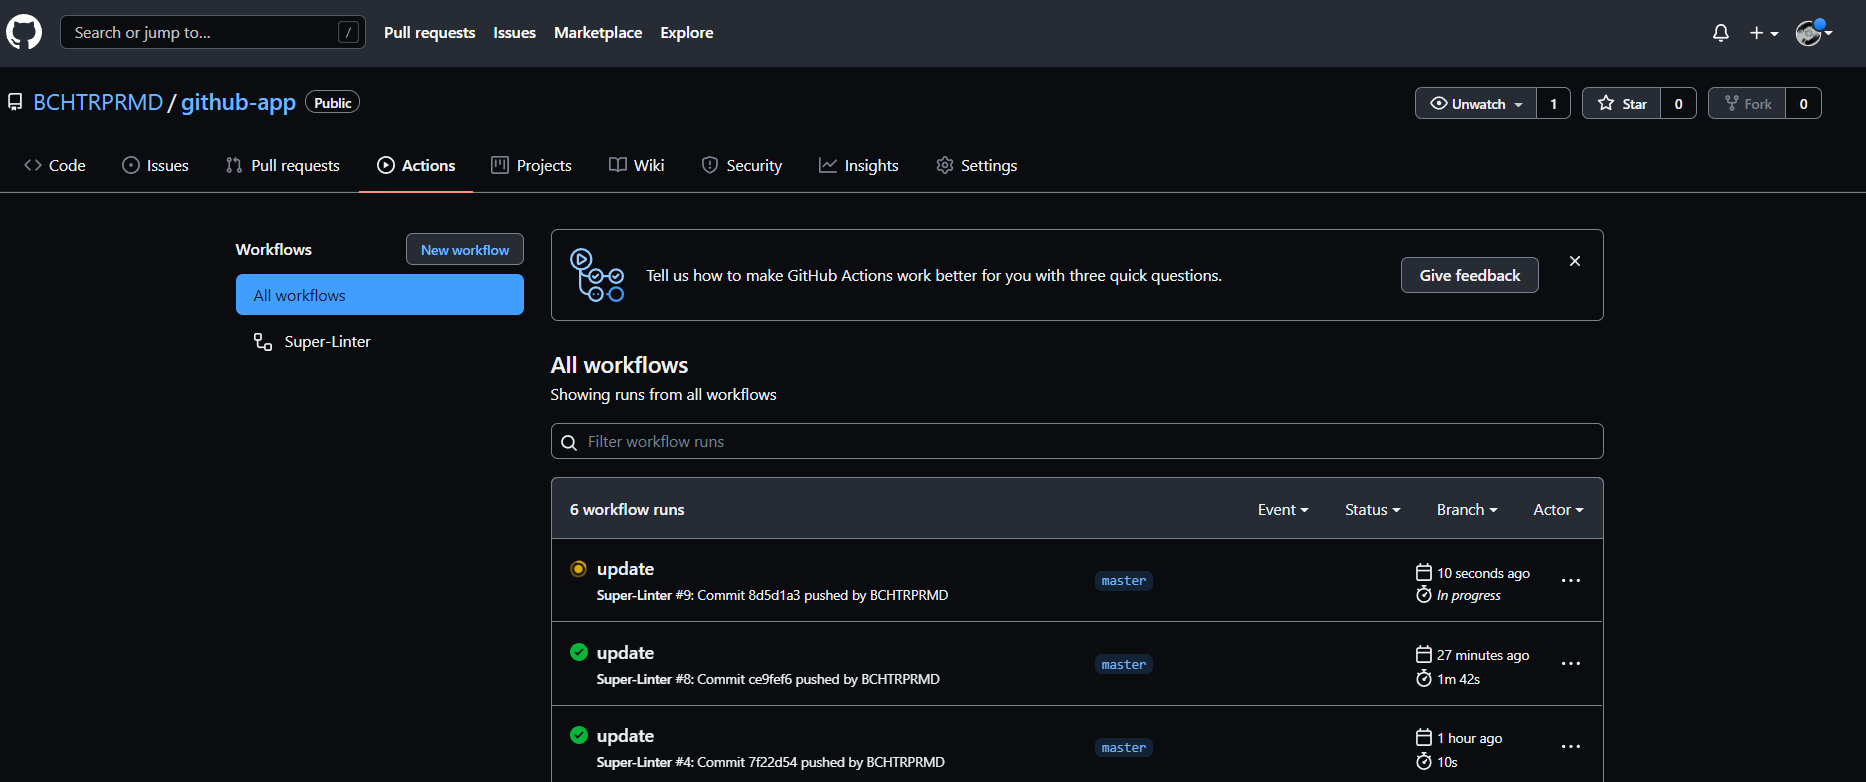 Search or jump to... /
Pull requests Issues Marketplace Explore
BCHTRPRMD / github-app Public
Unwatch 1 Star 0 Fork 0
Code Issues Pull requests Actions Projects Wiki Security Insights Settings
Workflows
New workflow
All workflows
Super-Linter
Tell us how to make GitHub Actions work better for you with three quick questions.
Give feedback
All workflows
Showing runs from all workflows
Filter workflow runs
6 workflow runs Event Status Branch Actor
update
Super-Linter #9: Commit 8d5d1a3 pushed by BCHTRPRMD
master
10 seconds ago
In progress
update
Super-Linter #8: Commit ce9fef6 pushed by BCHTRPRMD
master
27 minutes ago
1m 42s
update
Super-Linter #4: Commit 7f22d54 pushed by BCHTRPRMD
master
1 hour ago
10s